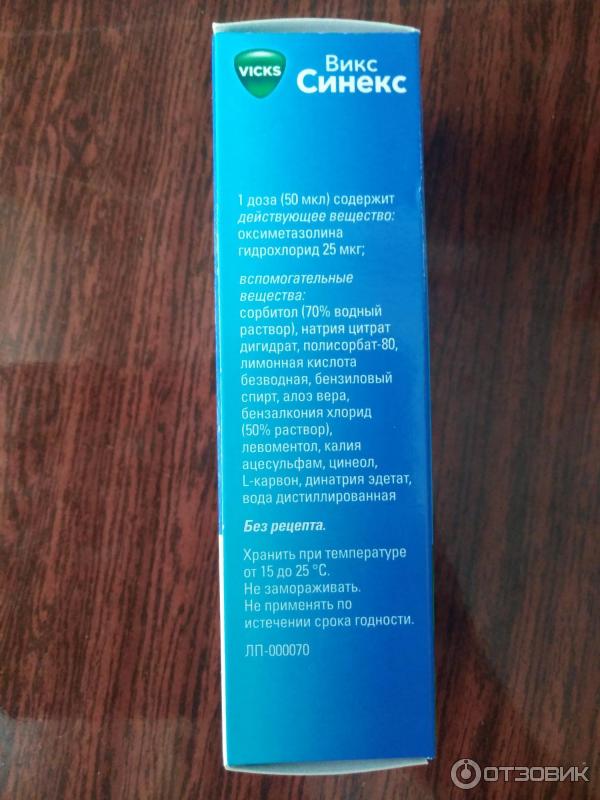 VICKS
Викс
Синекс
1 доза (50 мкл) содержит
действующее вещество:
оксиметазолина
гидрохлорид 25 мкг;
вспомогательные
вещества:
сорбитол (70% водный
раствор), натрия цитрат
дигидрат, полисорбат-80,
лимонная кислота
безводная, бензиловый
спирт, алоэ вера,
бензалкония хлорид
(50% раствор),
левоментол, калия
ацесульфам, цинеол,
L-карвон, динатрия эдетат,
вода дистиллированная
Без рецепта.
Хранить при температуре
от 15 до 25 °C.
Не замораживать.
Не применять по
истечении срока годности.
ЛП-000070
ОТЗОВИК